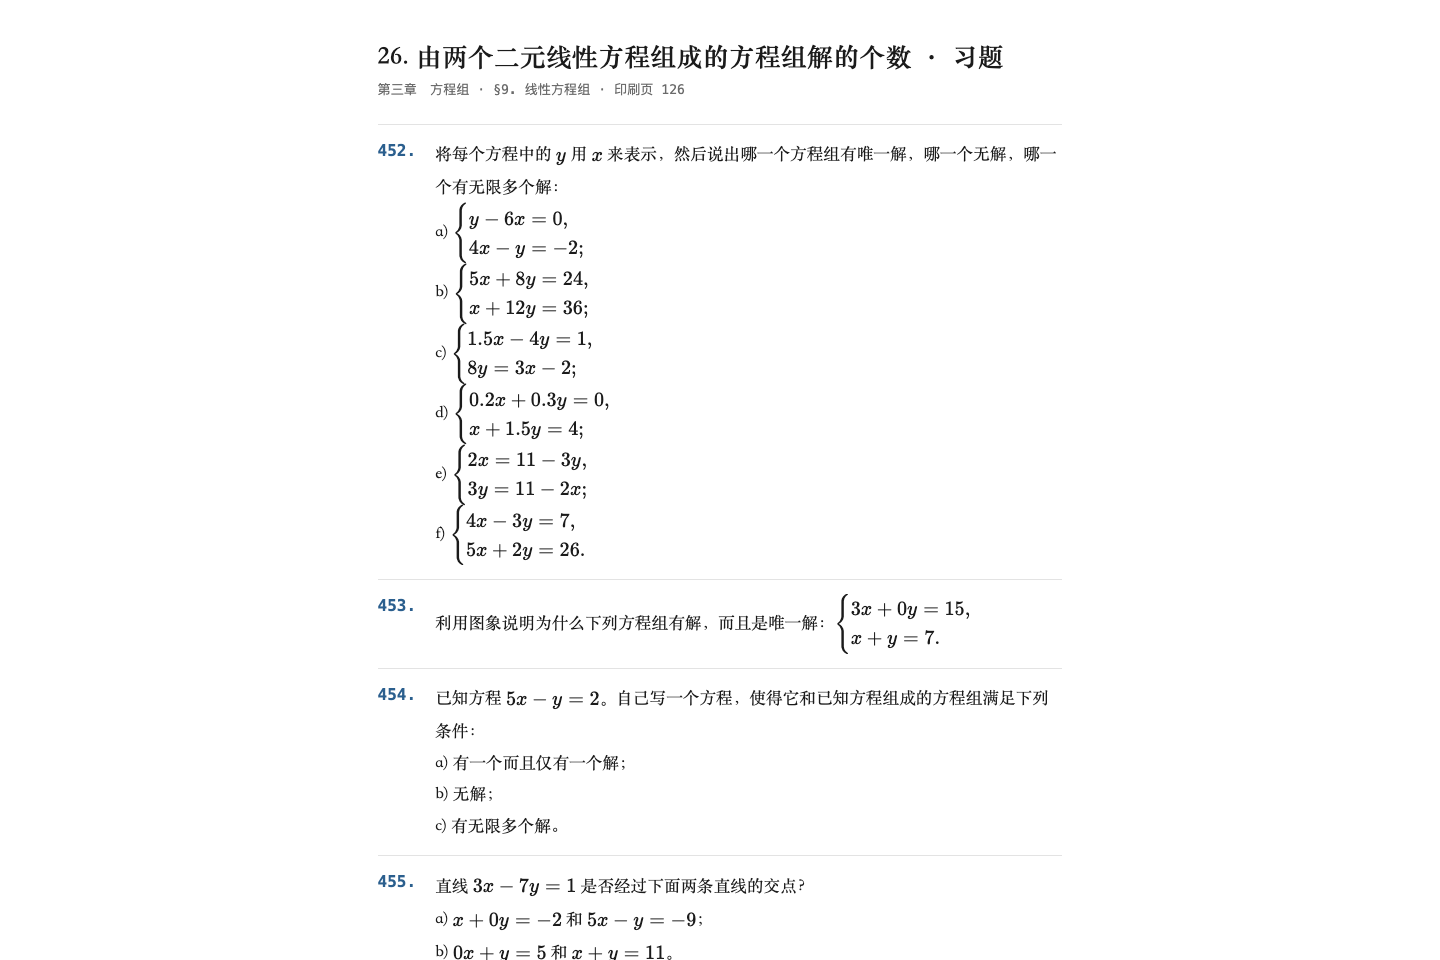 26. 由两个二元线性方程组成的方程组解的个数 · 习题
第三章 方程组 · §9. 线性方程组 · 印刷页 126
452. 将每个方程中的 y 用 x 来表示，然后说出哪一个方程组有唯一解，哪一个无解，哪一
个有无限多个解：
a) { y − 6x = 0,
4x − y = −2;
b) { 5x + 8y = 24,
x + 12y = 36;
c) { 1.5x − 4y = 1,
8y = 3x − 2;
d) { 0.2x + 0.3y = 0,
x + 1.5y = 4;
e) { 2x = 11 − 3y,
3y = 11 − 2x;
f) { 4x − 3y = 7,
5x + 2y = 26.
453. 利用图象说明为什么下列方程组有解，而且是唯一解： { 3x + 0y = 15,
x + y = 7.
454. 已知方程 5x − y = 2。自己写一个方程，使得它和已知方程组成的方程组满足下列
条件：
a) 有一个而且仅有一个解；
b) 无解；
c) 有无限多个解。
455. 直线 3x − 7y = 1 是否经过下面两条直线的交点？
a) x + 0y = −2 和 5x − y = −9；
b) 0x + y = 5 和 x + y = 11。